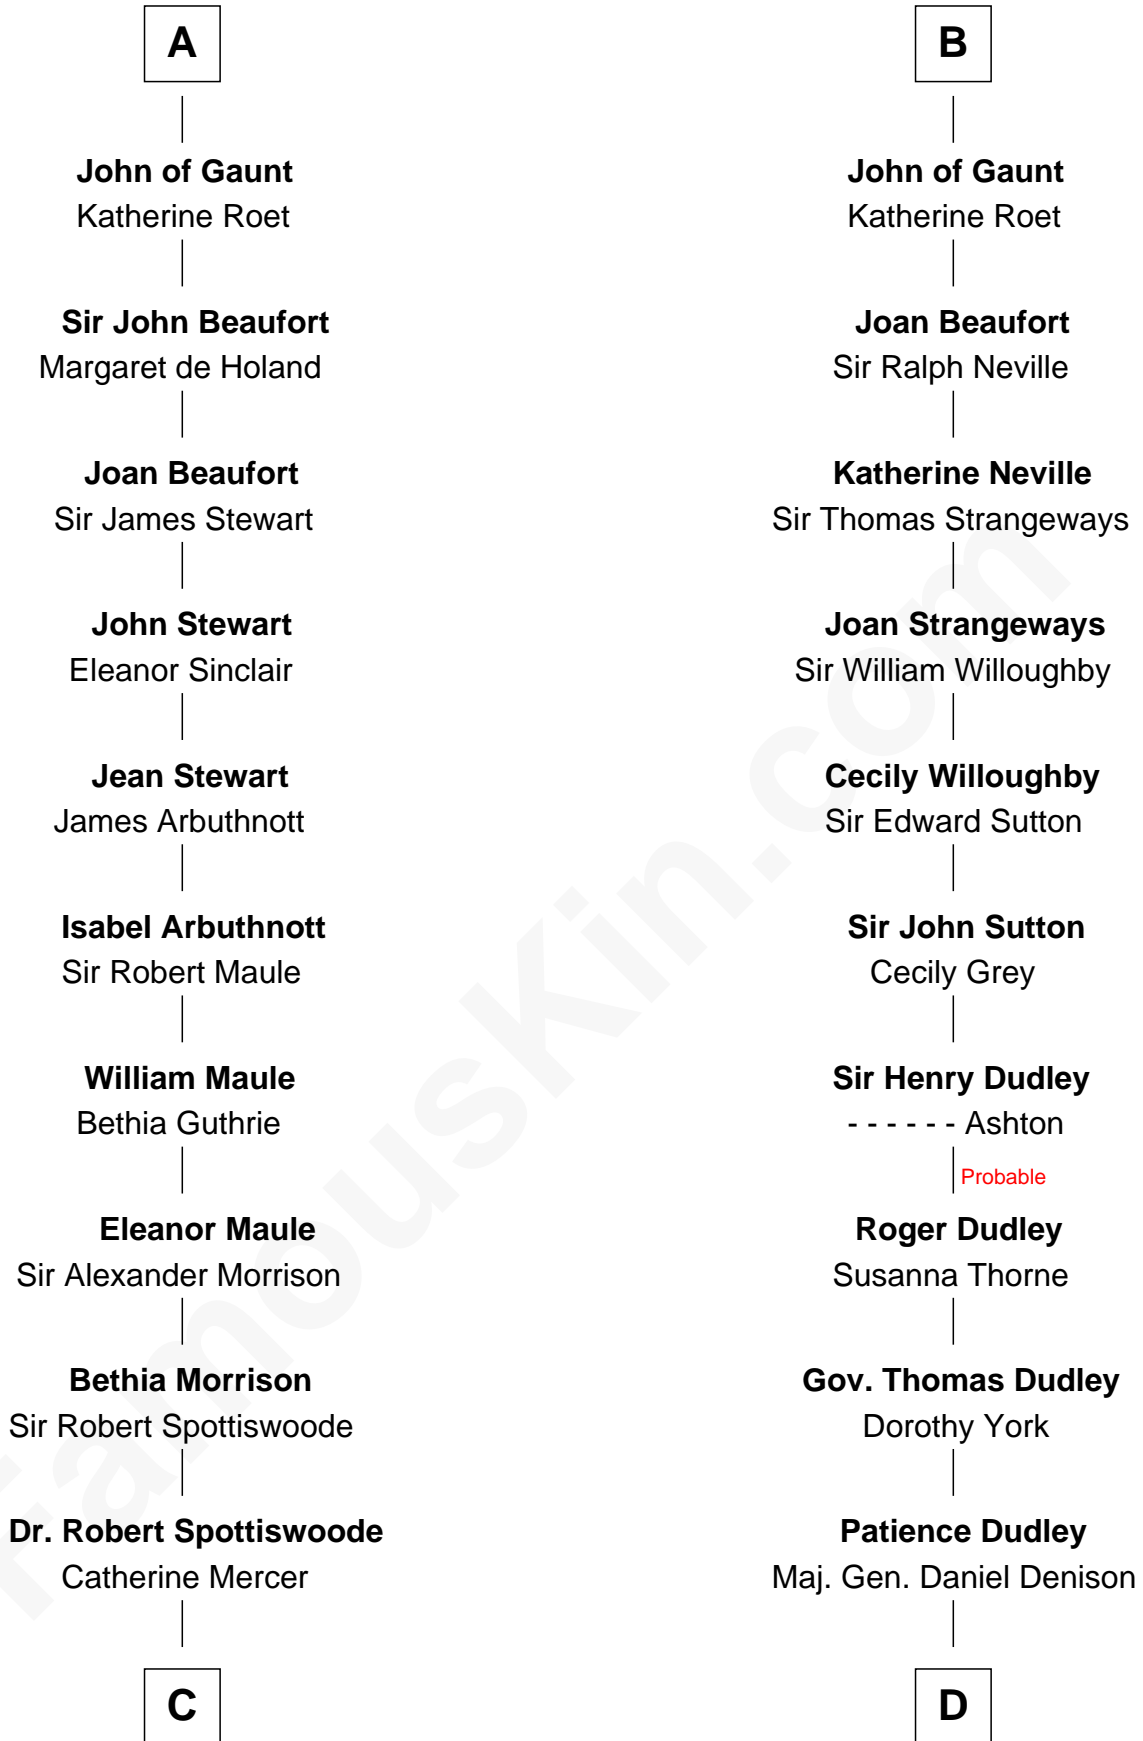 A
John of Gaunt
Katherine Roet
Sir John Beaufort
Margaret de Holand
Joan Beaufort
Sir James Stewart
John Stewart
Eleanor Sinclair
Jean Stewart
James Arbuthnott
Isabel Arbuthnott
Sir Robert Maule
William Maule
Bethia Guthrie
Eleanor Maule
Sir Alexander Morrison
Bethia Morrison
Sir Robert Spottiswoode
Dr. Robert Spottiswoode
Catherine Mercer
C
B
John of Gaunt
Katherine Roet
Joan Beaufort
Sir Ralph Neville
Katherine Neville
Sir Thomas Strangeways
Joan Strangeways
Sir William Willoughby
Cecily Willoughby
Sir Edward Sutton
Sir John Sutton
Cecily Grey
Sir Henry Dudley
- - - - - - Ashton
Probable
Roger Dudley
Susanna Thorne
Gov. Thomas Dudley
Dorothy York
Patience Dudley
Maj. Gen. Daniel Denison
D
FamousKin.com